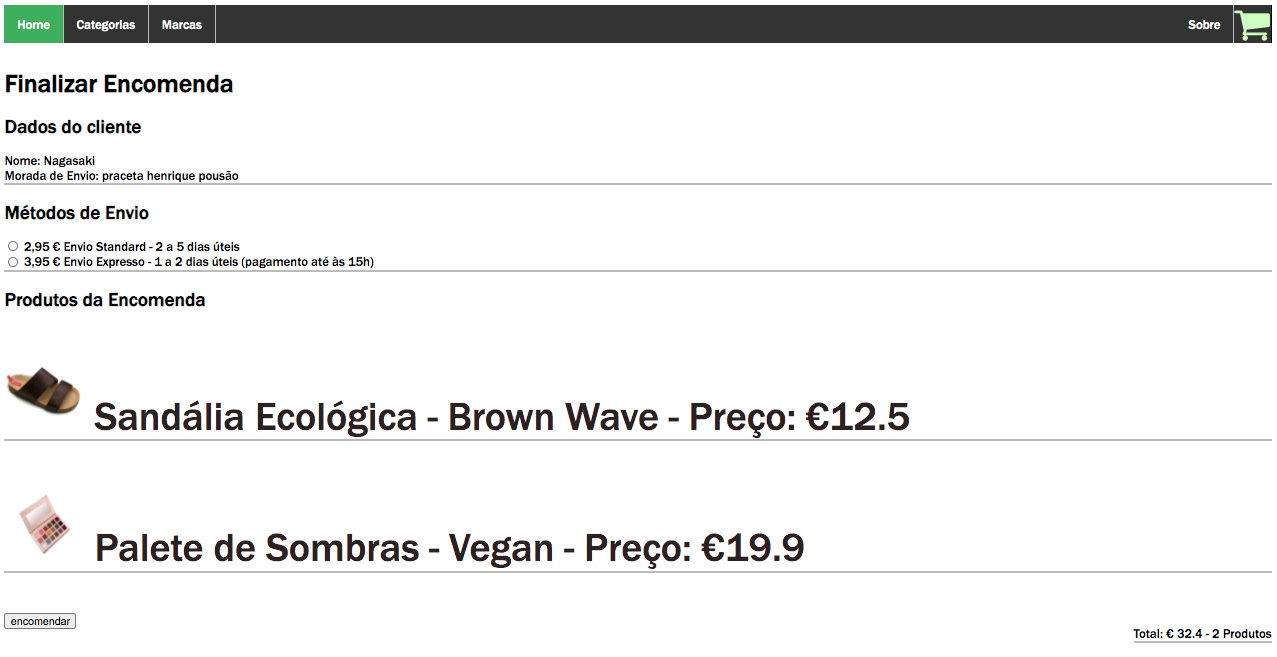 Home Categorias Marcas Sobre
Finalizar Encomenda
Dados do cliente
Nome: Nagasaki
Morada de Envio: praceta henrique pousão
Métodos de Envio
2,95 € Envio Standard - 2 a 5 dias úteis
3,95 € Envio Expresso - 1 a 2 dias úteis (pagamento até às 15h)
Produtos da Encomenda
Sandália Ecológica - Brown Wave - Preço: €12.5
Palete de Sombras - Vegan - Preço: €19.9
encomendar
Total: € 32.4 - 2 Produtos